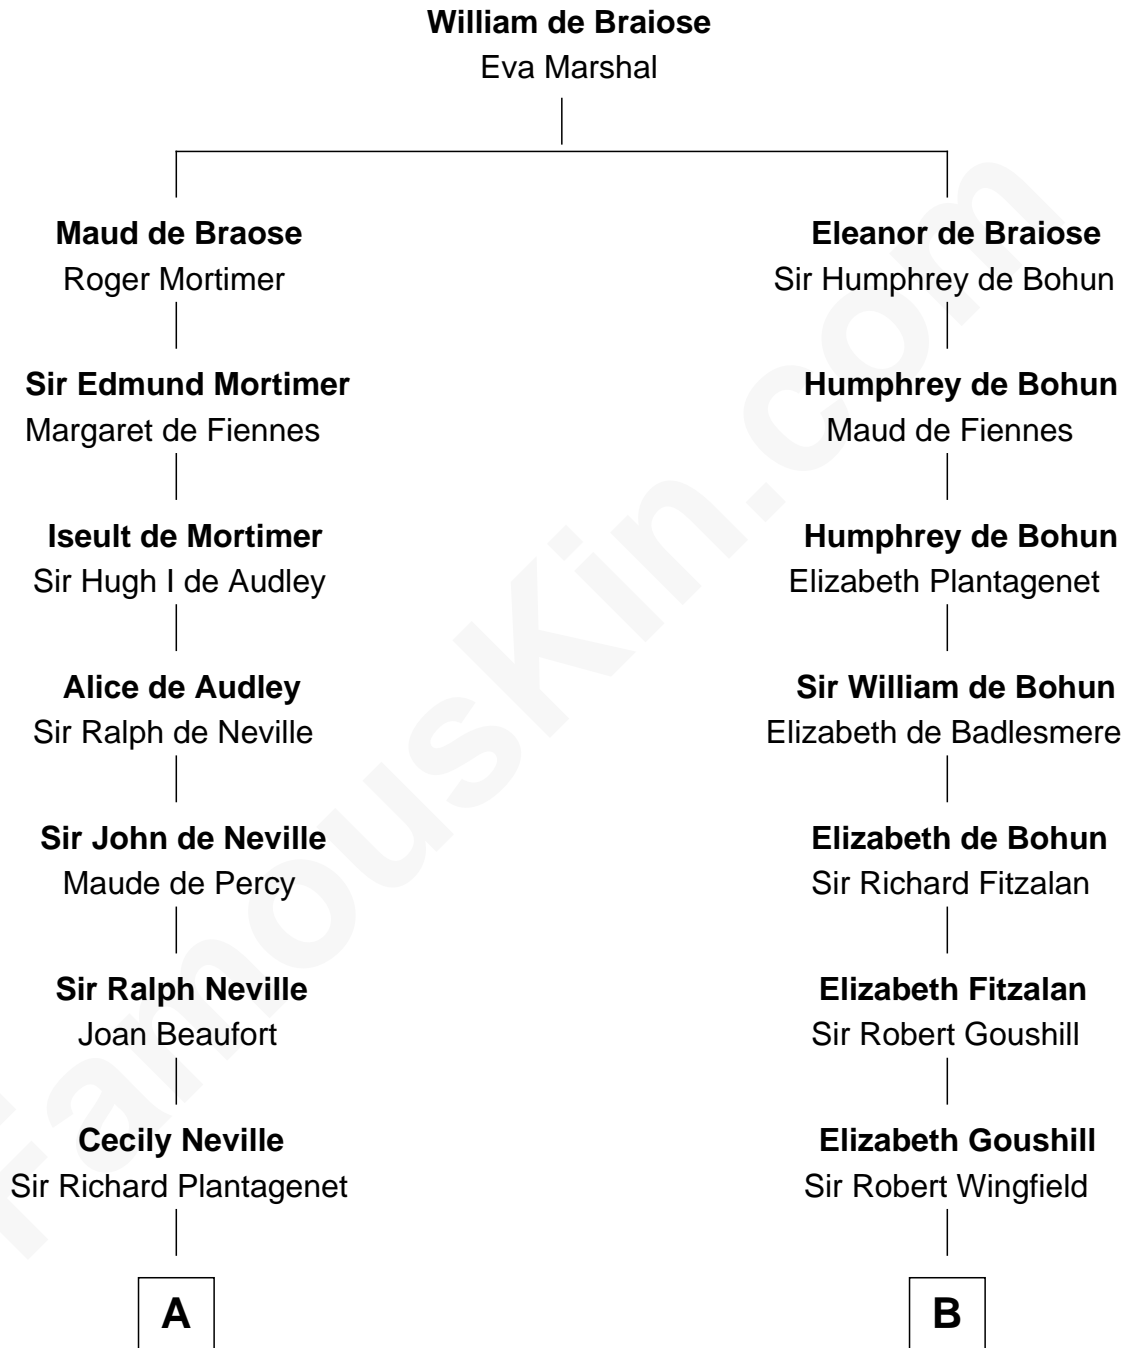 William de Braiose
Eva Marshal
Maud de Braose
Roger Mortimer
Eleanor de Braiose
Sir Humphrey de Bohun
Sir Edmund Mortimer
Margaret de Fiennes
Humphrey de Bohun
Maud de Fiennes
Iseult de Mortimer
Sir Hugh I de Audley
Humphrey de Bohun
Elizabeth Plantagenet
Alice de Audley
Sir Ralph de Neville
Sir William de Bohun
Elizabeth de Badlesmere
Sir John de Neville
Maude de Percy
Elizabeth de Bohun
Sir Richard Fitzalan
Sir Ralph Neville
Joan Beaufort
Elizabeth Fitzalan
Sir Robert Goushill
Cecily Neville
Sir Richard Plantagenet
Elizabeth Goushill
Sir Robert Wingfield
A
B
FamousKin.com